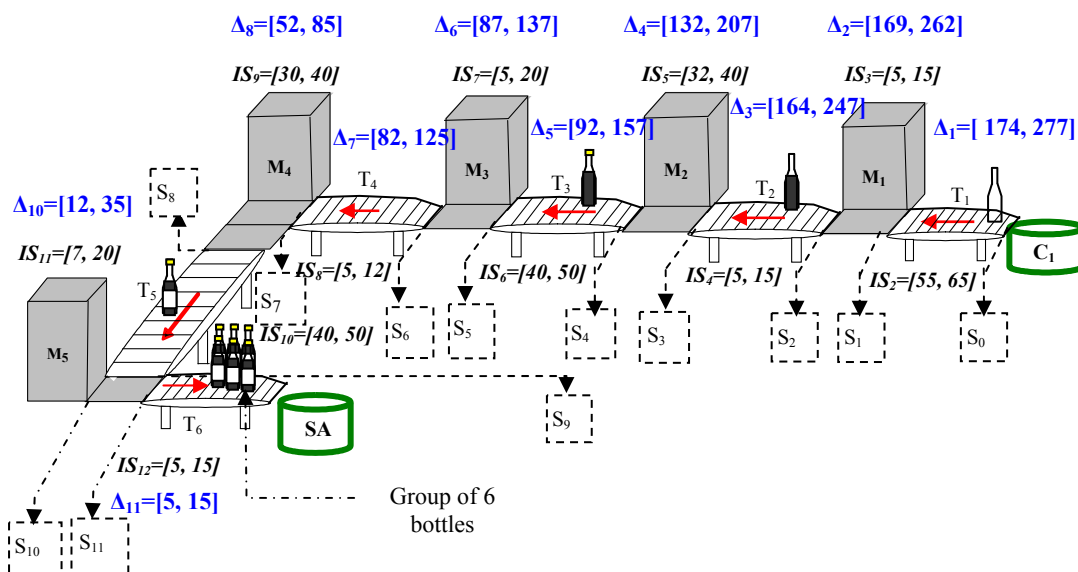 Δ₈=[52, 85] Δ₆=[87, 137] Δ₄=[132, 207] Δ₂=[169, 262]
IS₉=[30, 40] IS₇=[5, 20] IS₅=[32, 40] IS₃=[5, 15]
Δ₇=[82, 125] Δ₅=[92, 157] Δ₃=[164, 247] Δ₁=[ 174, 277]
M₄ M₃ M₂ M₁
S₈ T₄ T₃ T₂ T₁
Δ₁₀=[12, 35]
IS₁₁=[7, 20]
C₁
IS₈=[5, 12] IS₆=[40, 50] IS₄=[5, 15] IS₂=[55, 65]
T₅ S₇
IS₁₀=[40, 50] S₆ S₅ S₄ S₃ S₂ S₁ S₀
M₅
T₆ SA S₉
IS₁₂=[5, 15]
Δ₁₁=[5, 15]
Group of 6
bottles
S₁₀ S₁₁